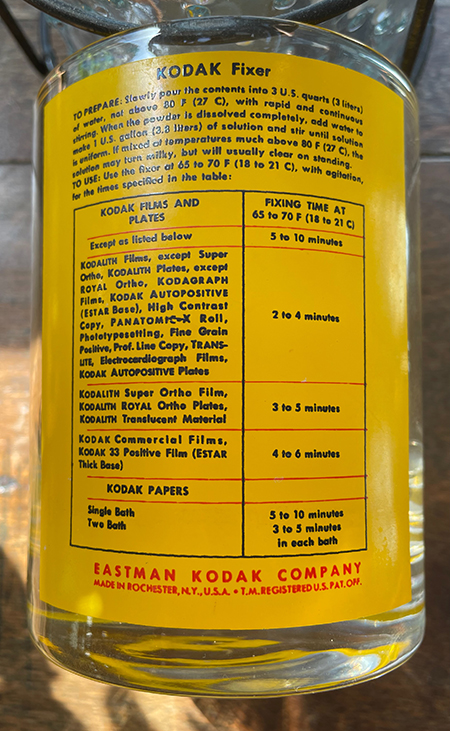 KODAK Fixer
TO PREPARE: Slowly pour the contents into 3 U.S. quarts (3 liters)
of water, not above 80 F (27 C), with rapid and continuous
stirring. When the powder is dissolved completely, add water to
make 1 U.S. gallon (3.8 liters) of solution and stir until solution
is uniform. If mixed at temperatures much above 80 F (27 C), the
solution may turn milky, but will usually clear on standing.
TO USE: Use the fixer at 65 to 70 F (18 to 21 C), with agitation,
for the times specified in the table:
KODAK FILMS AND
PLATES
FIXING TIME AT
65 to 70 F (18 to 21 C)
Except as listed below
5 to 10 minutes
KODALITH Films, except Super
Ortho, KODALITH Plates, except
ROYAL Ortho, KODAGRAPH
Films, KODAK AUTOPOSITIVE
(ESTAR Base), High Contrast
Copy, PANATOMIC-X Roll,
Phototypesetting, Fine Grain
Positive, Prof. Line Copy, TRANS-
LITE, Electrocardiograph Films,
KODAK AUTOPOSITIVE Plates
2 to 4 minutes
KODALITH Super Ortho Film,
KODALITH ROYAL Ortho Plates,
KODALITH Translucent Material
3 to 5 minutes
KODAK Commercial Films,
KODAK 33 Positive Film (ESTAR
Thick Base)
4 to 6 minutes
KODAK PAPERS
Single Bath
5 to 10 minutes
Two Bath
3 to 5 minutes
in each bath
EASTMAN KODAK COMPANY
MADE IN ROCHESTER, N.Y., U.S.A. • T.M. REGISTERED U.S. PAT. OFF.